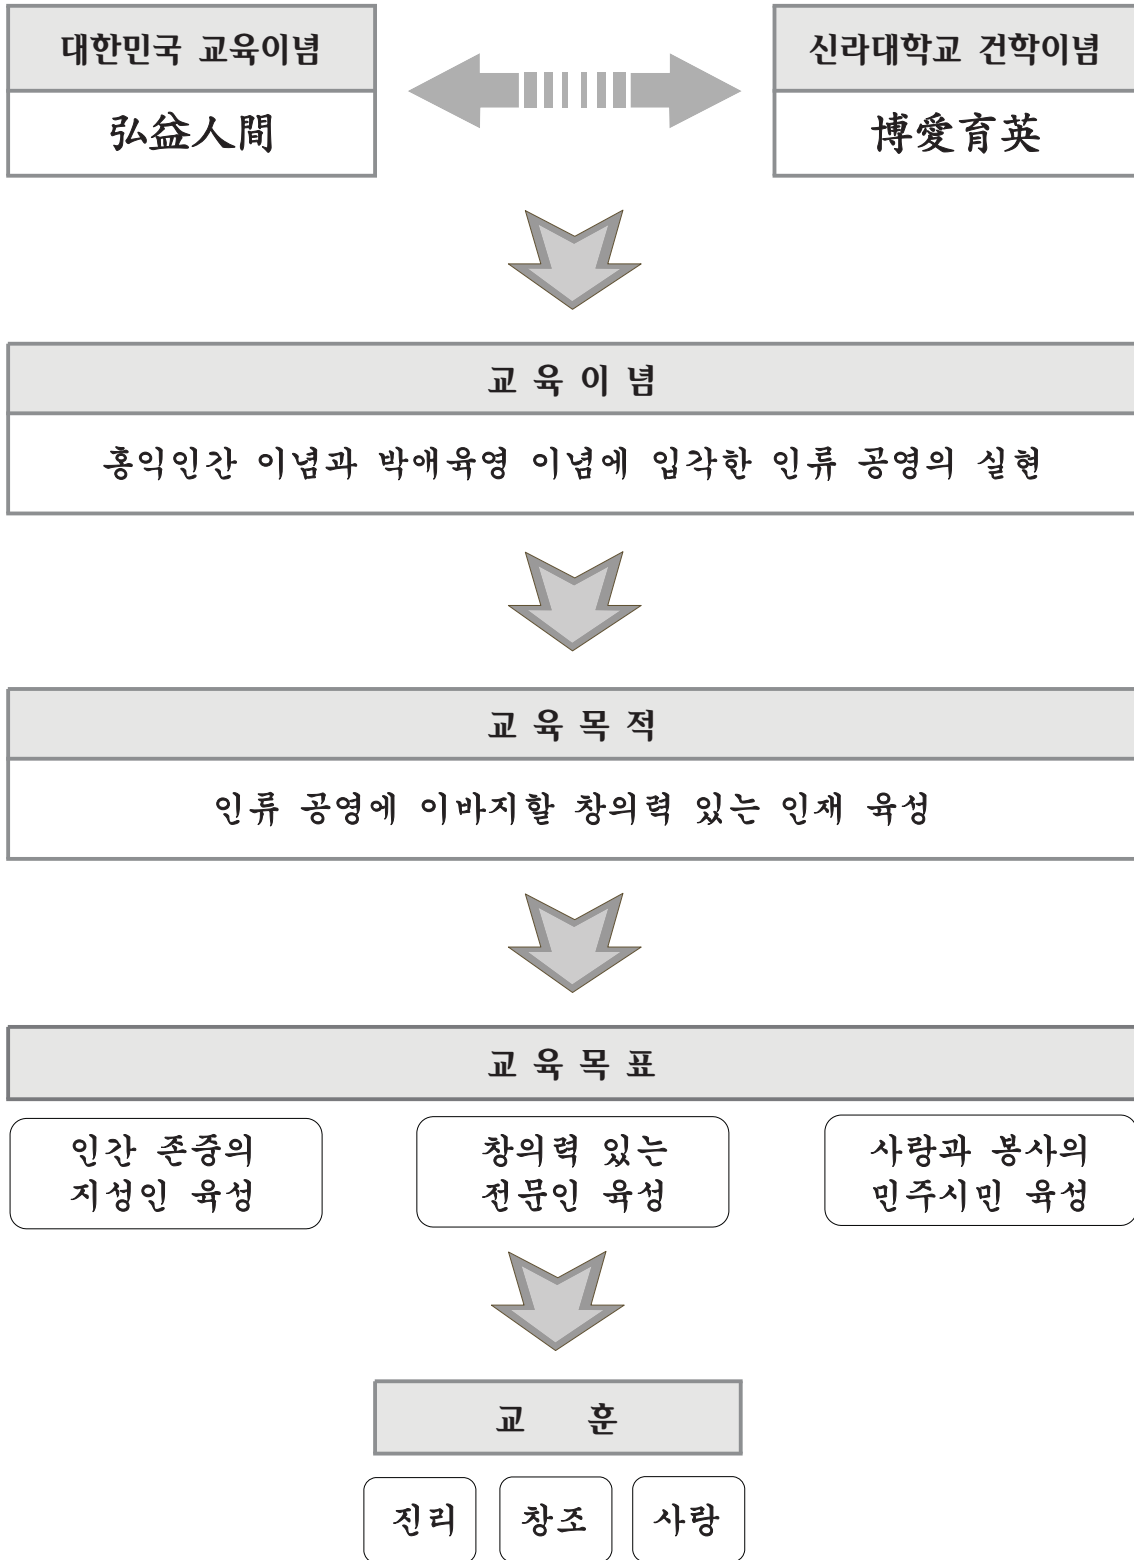 대한민국 교육이념
신라대학교 건학이념
弘益人間
博愛育英
교 육 이 념
홍익인간 이념과 박애육영 이념에 입각한 인류 공영의 실현
교 육 목 적
인류 공영에 이바지할 창의력 있는 인재 육성
교 육 목 표
인간 존중의
지성인 육성
창의력 있는
전문인 육성
사랑과 봉사의
민주시민 육성
교 훈
진리
창조
사랑